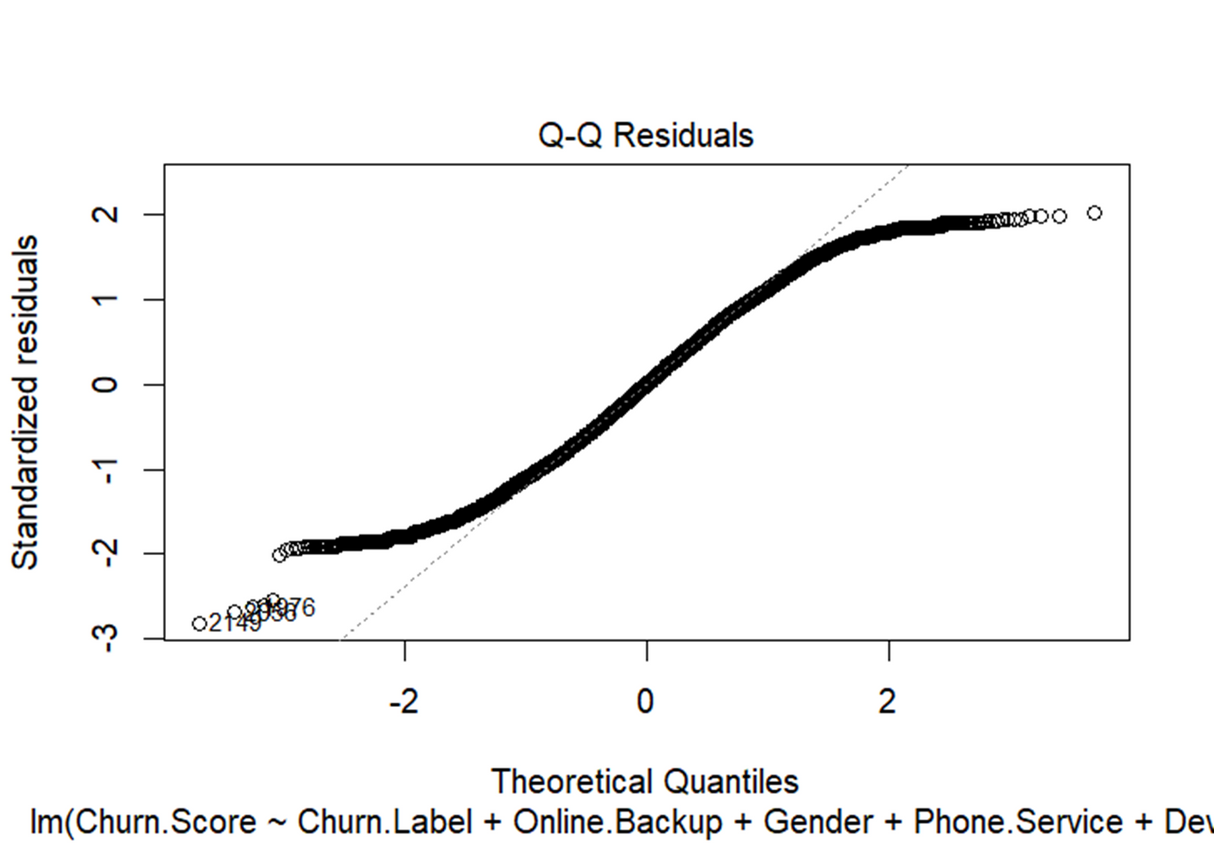 Q-Q Residuals
Standardized residuals
2
1
0
-1
-2
-3
2149
-2
0
2
Theoretical Quantiles
lm(Churn.Score ~ Churn.Label + Online.Backup + Gender + Phone.Service + Dev